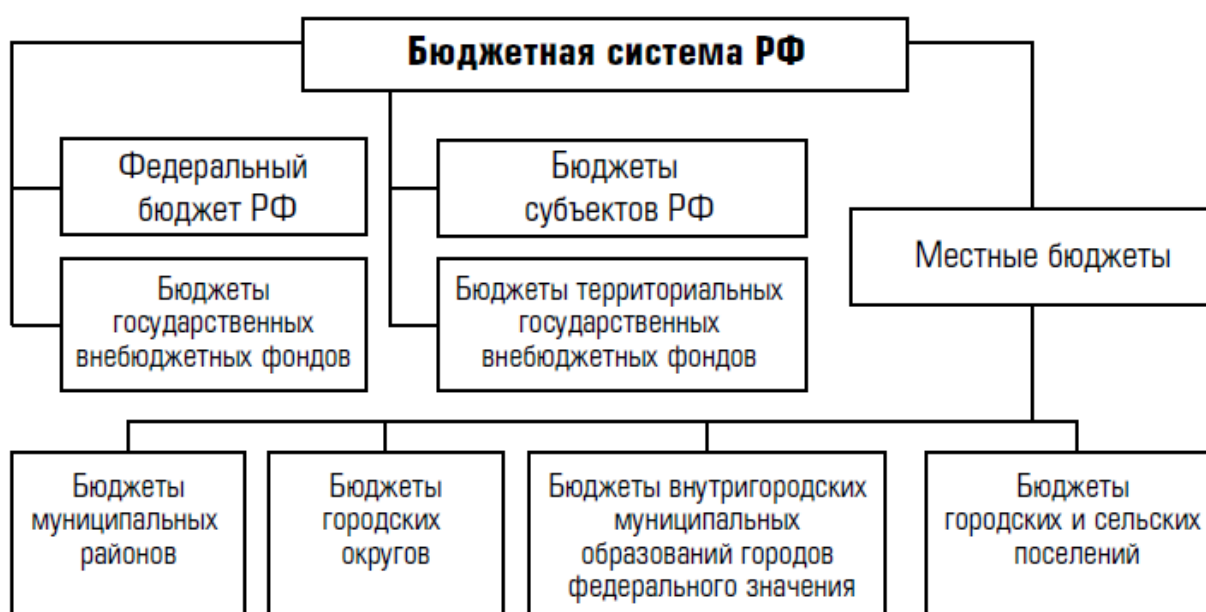 Бюджетная система РФ
Федеральный
бюджет РФ
Бюджеты
субъектов РФ
Местные бюджеты
Бюджеты
государственных
внебюджетных фондов
Бюджеты территориальных
государственных
внебюджетных фондов
Бюджеты
муниципальных
районов
Бюджеты
городских
округов
Бюджеты внутригородских
муниципальных
образований городов
федерального значения
Бюджеты
городских и сельских
поселений